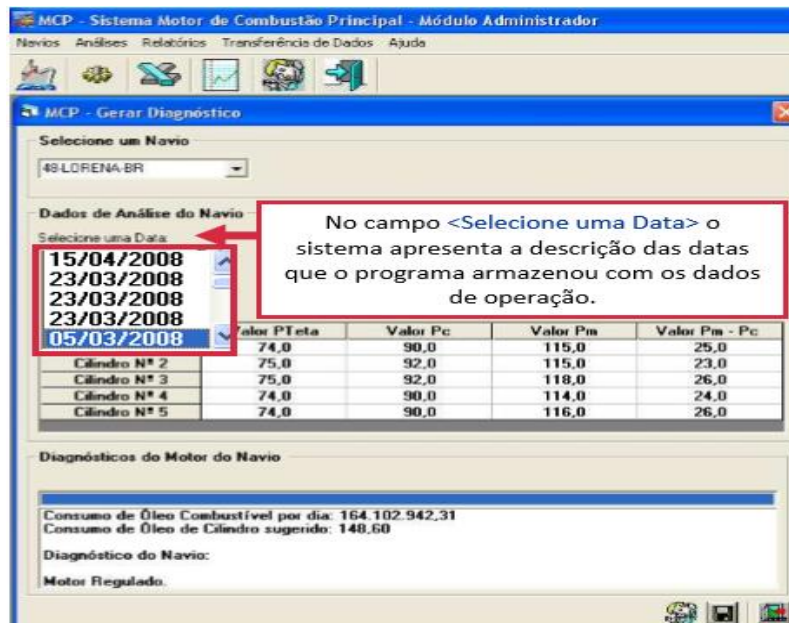 MCP - Sistema Motor de Combustão Principal - Módulo Administrador
Navios Análises Relatórios Transferência de Dados Ajuda
MCP - Gerar Diagnóstico
Selecione um Navio
48-LORENA-BR
Dados de Análise do Navio
Selecione uma Data:
15/04/2008
23/03/2008
23/03/2008
23/03/2008
05/03/2008
No campo <Selecione uma Data> o
sistema apresenta a descrição das datas
que o programa armazenou com os dados
de operação.
Valor PTeta Valor Pc Valor Pm Valor Pm - Pc
74,0 90,0 115,0 25,0
Cilindro Nº 2 75,0 92,0 115,0 23,0
Cilindro Nº 3 75,0 92,0 118,0 26,0
Cilindro Nº 4 74,0 90,0 114,0 24,0
Cilindro Nº 5 74,0 90,0 116,0 26,0
Diagnósticos do Motor do Navio
Consumo de Óleo Combustível por dia: 164.102.942,31
Consumo de Óleo de Cilindro sugerido: 148,60
Diagnóstico do Navio:
Motor Regulado.